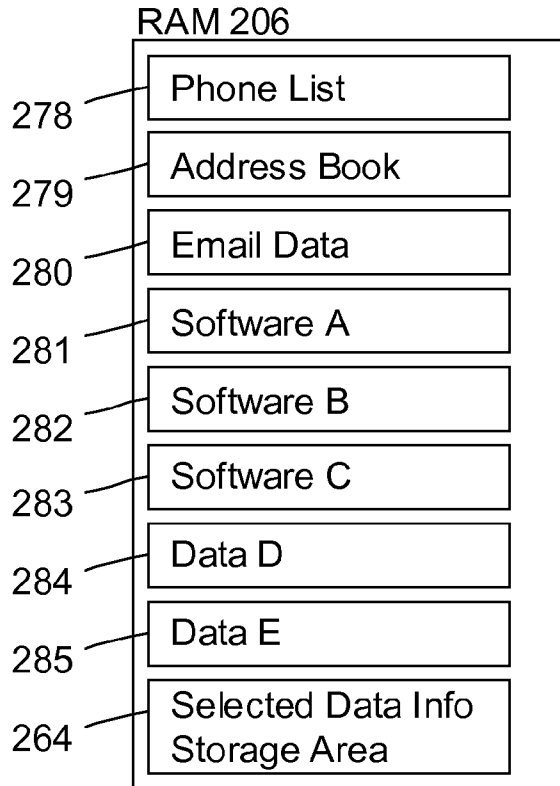 RAM 206
278 Phone List
279 Address Book
280 Email Data
281 Software A
282 Software B
283 Software C
284 Data D
285 Data E
264 Selected Data Info
Storage Area